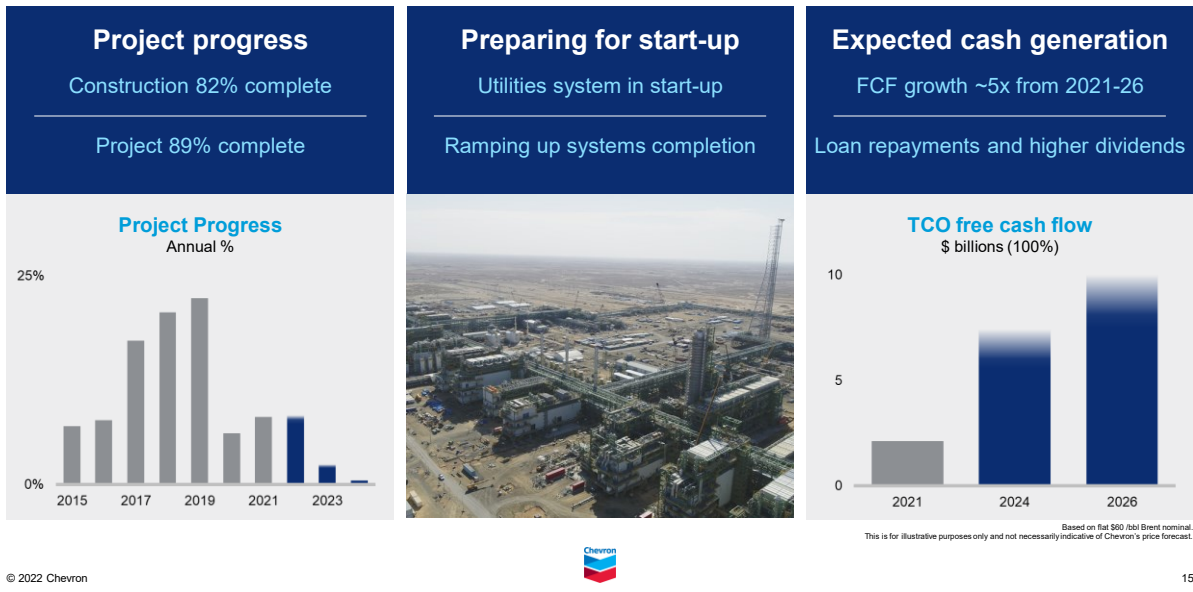 Project progress
Construction 82% complete
Project 89% complete
Project Progress
Annual %
25%
0%
2015
2017
2019
2021
2023
Preparing for start-up
Utilities system in start-up
Ramping up systems completion
Expected cash generation
FCF growth ~5x from 2021-26
Loan repayments and higher dividends
TCO free cash flow
$ billions (100%)
10
5
0
2021
2024
2026
Based on flat $60 /bbl Brent nominal.
This is for illustrative purposes only and not necessarily indicative of Chevron's price forecast.
© 2022 Chevron
Chevron
15